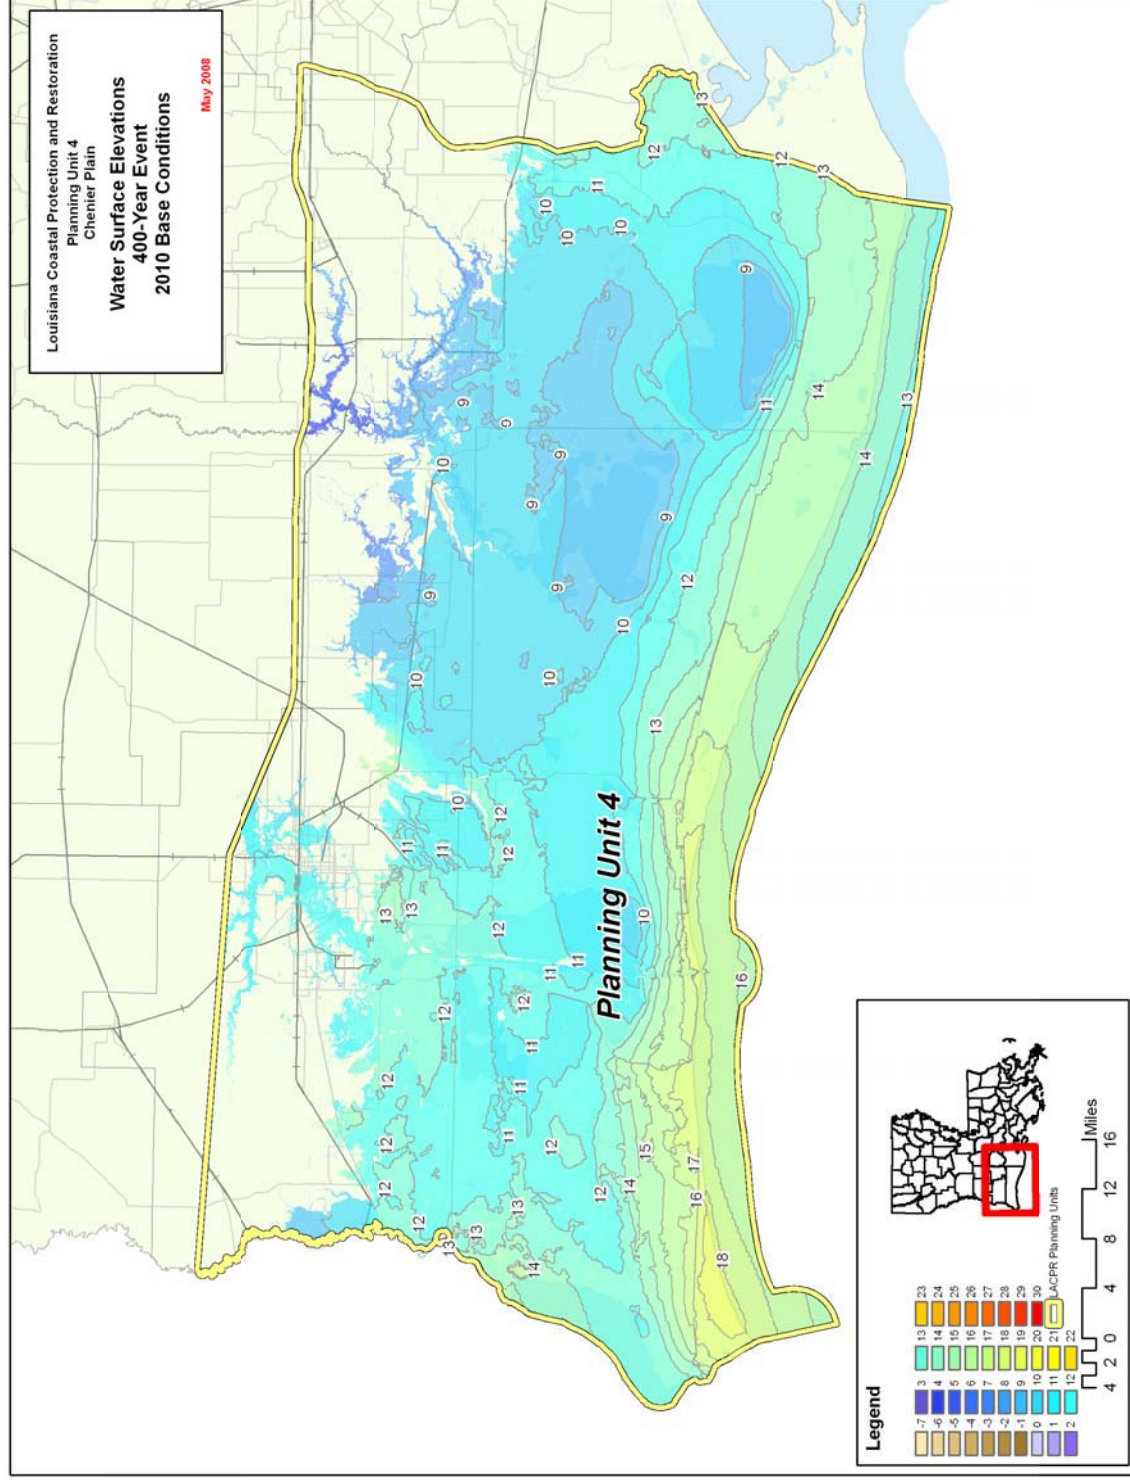 Louisiana Coastal Protection and Restoration
Planning Unit 4
Chenier Plain
Water Surface Elevations
400-Year Event
2010 Base Conditions
May 2008
12 12 12 13
12 13 11 10 9
13 12 11 10 10 9
13 12 12 12 9
14 13 11 11 11 12 9
12 11 11 10 9 9 10 10
12 10 10 11
Planning Unit 4
14 15 10 13 9 12
16 17 12 13
18 16 11 9 12
14 13
14
13
Legend
-7 3 13 23
-6 4 14 24
-5 5 15 25
-4 6 16 26
-3 7 17 27
-2 8 18 28
-1 9 19 29
0 10 20 30
1 11 21 LACPR Planning Units
2 12 22
4 2 0 4 8 12 16
Miles